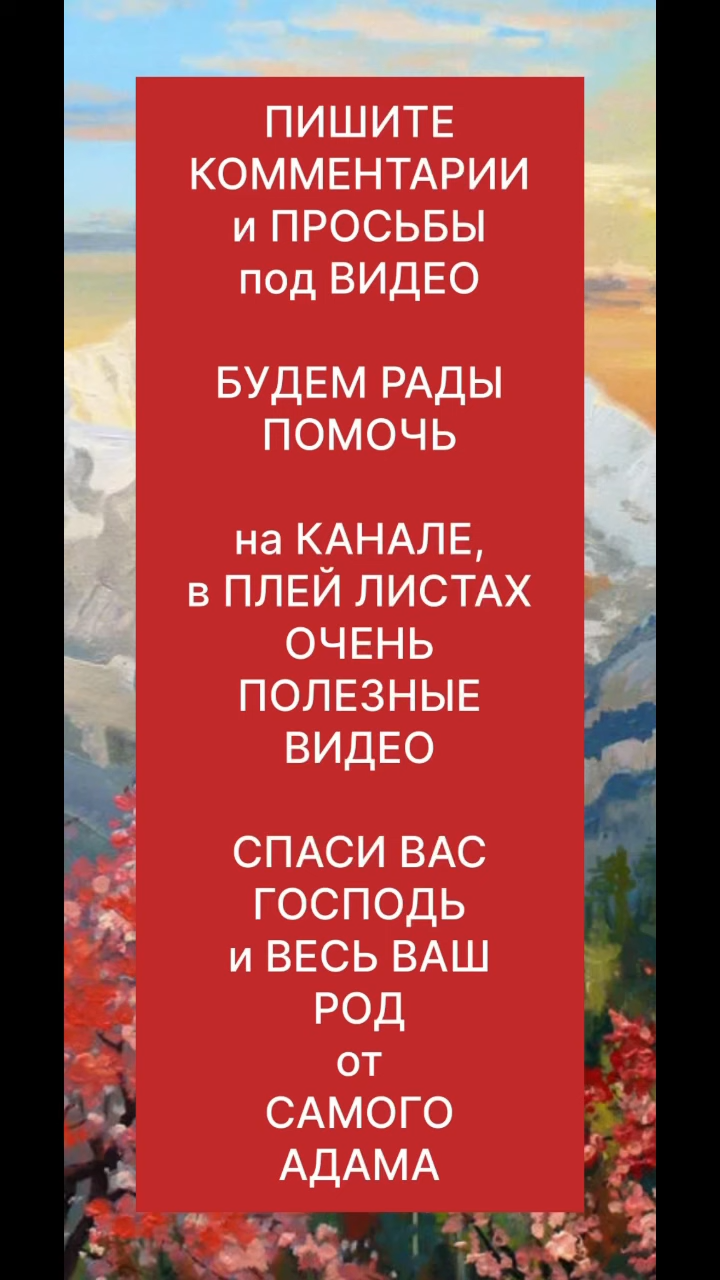 ПИШИТЕ
КОММЕНТАРИИ
и ПРОСЬБЫ
под ВИДЕО
БУДЕМ РАДЫ
ПОМОЧЬ
на КАНАЛЕ,
в ПЛЕЙ ЛИСТАХ
ОЧЕНЬ
ПОЛЕЗНЫЕ
ВИДЕО
СПАСИ ВАС
ГОСПОДЬ
и ВЕСЬ ВАШ
РОД
от
САМОГО
АДАМА